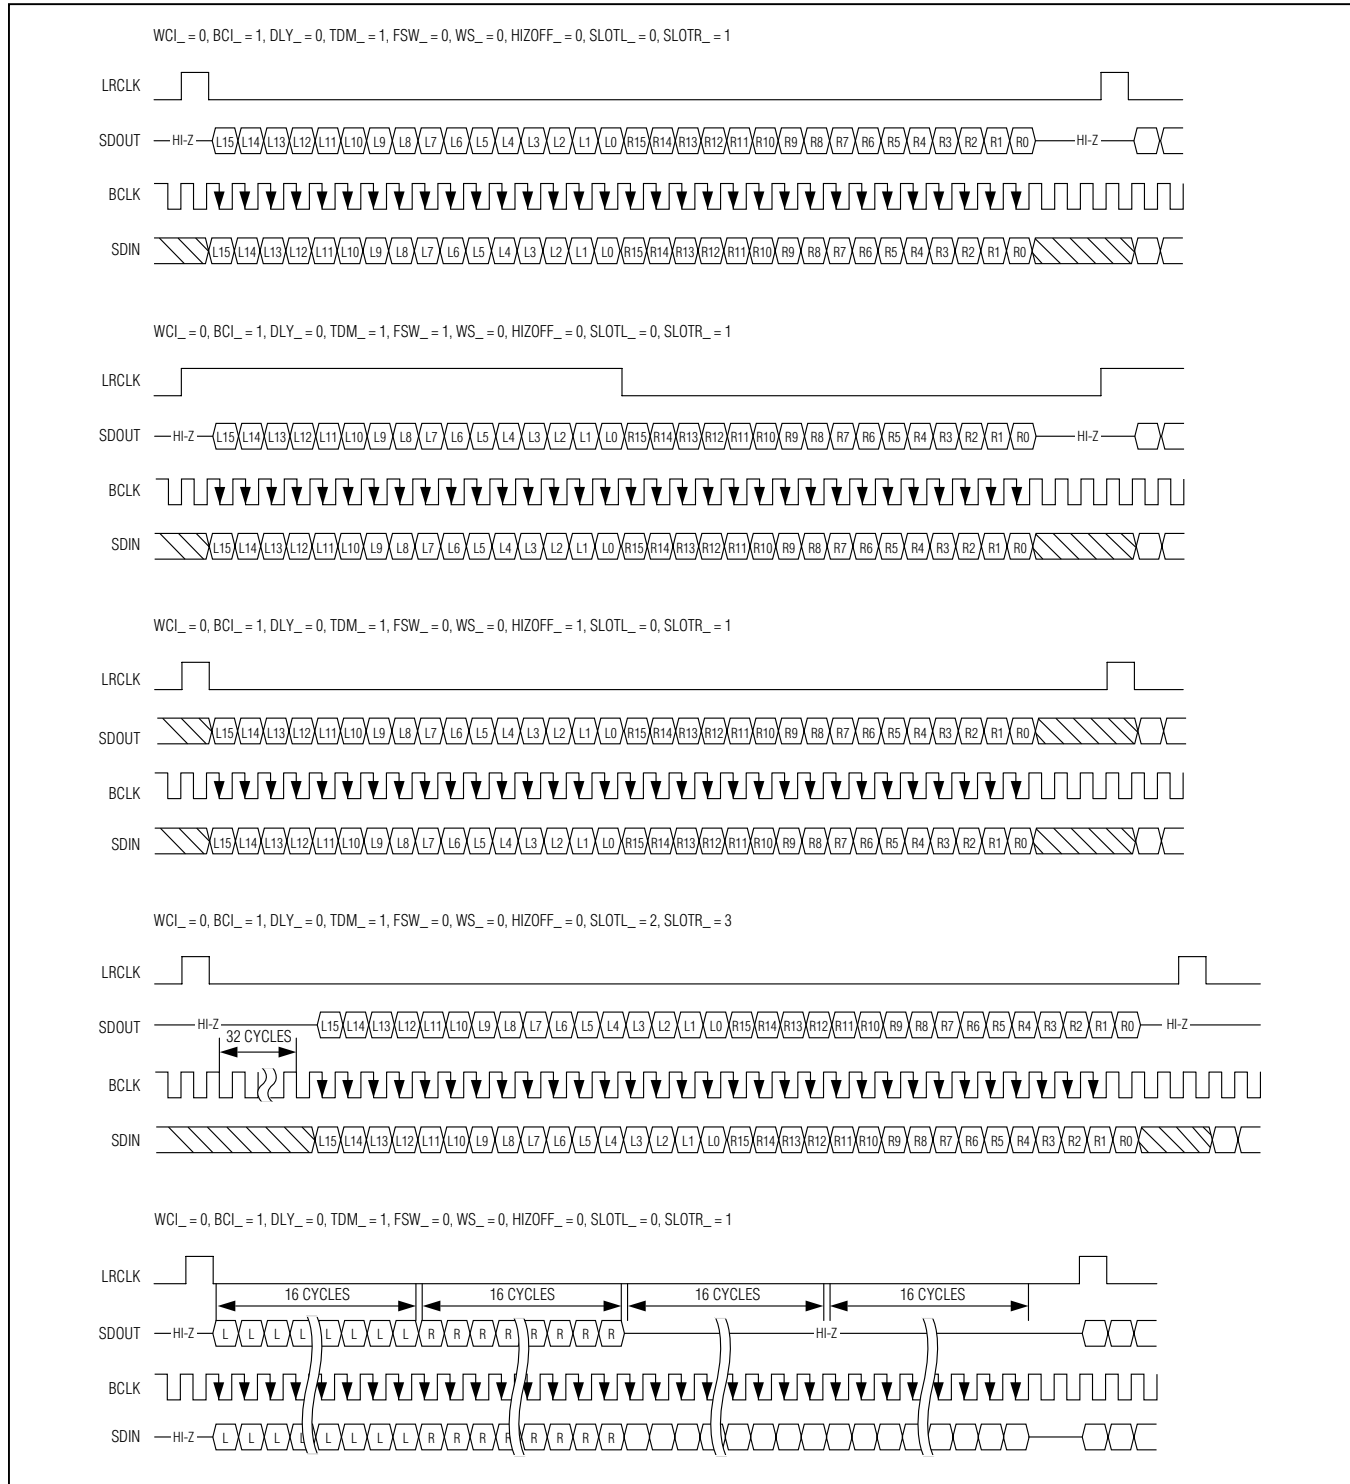 WCI_ = 0, BCI_ = 1, DLY_ = 0, TDM_ = 1, FSW_ = 0, WS_ = 0, HIZOFF_ = 0, SLOTL_ = 0, SLOTR_ = 1
LRCLK
SDOUT HI-Z L15 L14 L13 L12 L11 L10 L9 L8 L7 L6 L5 L4 L3 L2 L1 L0 R15 R14 R13 R12 R11 R10 R9 R8 R7 R6 R5 R4 R3 R2 R1 R0 HI-Z
BCLK
SDIN L15 L14 L13 L12 L11 L10 L9 L8 L7 L6 L5 L4 L3 L2 L1 L0 R15 R14 R13 R12 R11 R10 R9 R8 R7 R6 R5 R4 R3 R2 R1 R0
WCI_ = 0, BCI_ = 1, DLY_ = 0, TDM_ = 1, FSW_ = 1, WS_ = 0, HIZOFF_ = 0, SLOTL_ = 0, SLOTR_ = 1
LRCLK
SDOUT HI-Z L15 L14 L13 L12 L11 L10 L9 L8 L7 L6 L5 L4 L3 L2 L1 L0 R15 R14 R13 R12 R11 R10 R9 R8 R7 R6 R5 R4 R3 R2 R1 R0 HI-Z
BCLK
SDIN L15 L14 L13 L12 L11 L10 L9 L8 L7 L6 L5 L4 L3 L2 L1 L0 R15 R14 R13 R12 R11 R10 R9 R8 R7 R6 R5 R4 R3 R2 R1 R0
WCI_ = 0, BCI_ = 1, DLY_ = 0, TDM_ = 1, FSW_ = 0, WS_ = 0, HIZOFF_ = 1, SLOTL_ = 0, SLOTR_ = 1
LRCLK
SDOUT L15 L14 L13 L12 L11 L10 L9 L8 L7 L6 L5 L4 L3 L2 L1 L0 R15 R14 R13 R12 R11 R10 R9 R8 R7 R6 R5 R4 R3 R2 R1 R0
BCLK
SDIN L15 L14 L13 L12 L11 L10 L9 L8 L7 L6 L5 L4 L3 L2 L1 L0 R15 R14 R13 R12 R11 R10 R9 R8 R7 R6 R5 R4 R3 R2 R1 R0
WCI_ = 0, BCI_ = 1, DLY_ = 0, TDM_ = 1, FSW_ = 0, WS_ = 0, HIZOFF_ = 0, SLOTL_ = 2, SLOTR_ = 3
LRCLK
SDOUT HI-Z L15 L14 L13 L12 L11 L10 L9 L8 L7 L6 L5 L4 L3 L2 L1 L0 R15 R14 R13 R12 R11 R10 R9 R8 R7 R6 R5 R4 R3 R2 R1 R0 HI-Z
32 CYCLES
BCLK
SDIN L15 L14 L13 L12 L11 L10 L9 L8 L7 L6 L5 L4 L3 L2 L1 L0 R15 R14 R13 R12 R11 R10 R9 R8 R7 R6 R5 R4 R3 R2 R1 R0
WCI_ = 0, BCI_ = 1, DLY_ = 0, TDM_ = 1, FSW_ = 0, WS_ = 0, HIZOFF_ = 0, SLOTL_ = 0, SLOTR_ = 1
LRCLK
16 CYCLES 16 CYCLES 16 CYCLES 16 CYCLES
SDOUT HI-Z L L L L L L L L R R R R R R R R HI-Z
BCLK
SDIN HI-Z L L L L L L L L R R R R R R R R